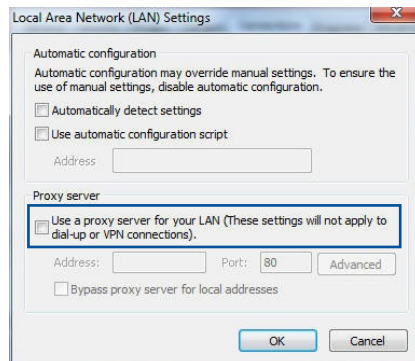 Local Area Network (LAN) Settings
Automatic configuration
Automatic configuration may override manual settings. To ensure the
use of manual settings, disable automatic configuration.
Automatically detect settings
Use automatic configuration script
Address
Proxy server
Use a proxy server for your LAN (These settings will not apply to
dial-up or VPN connections).
Address: Port: 80 Advanced
Bypass proxy server for local addresses
OK Cancel